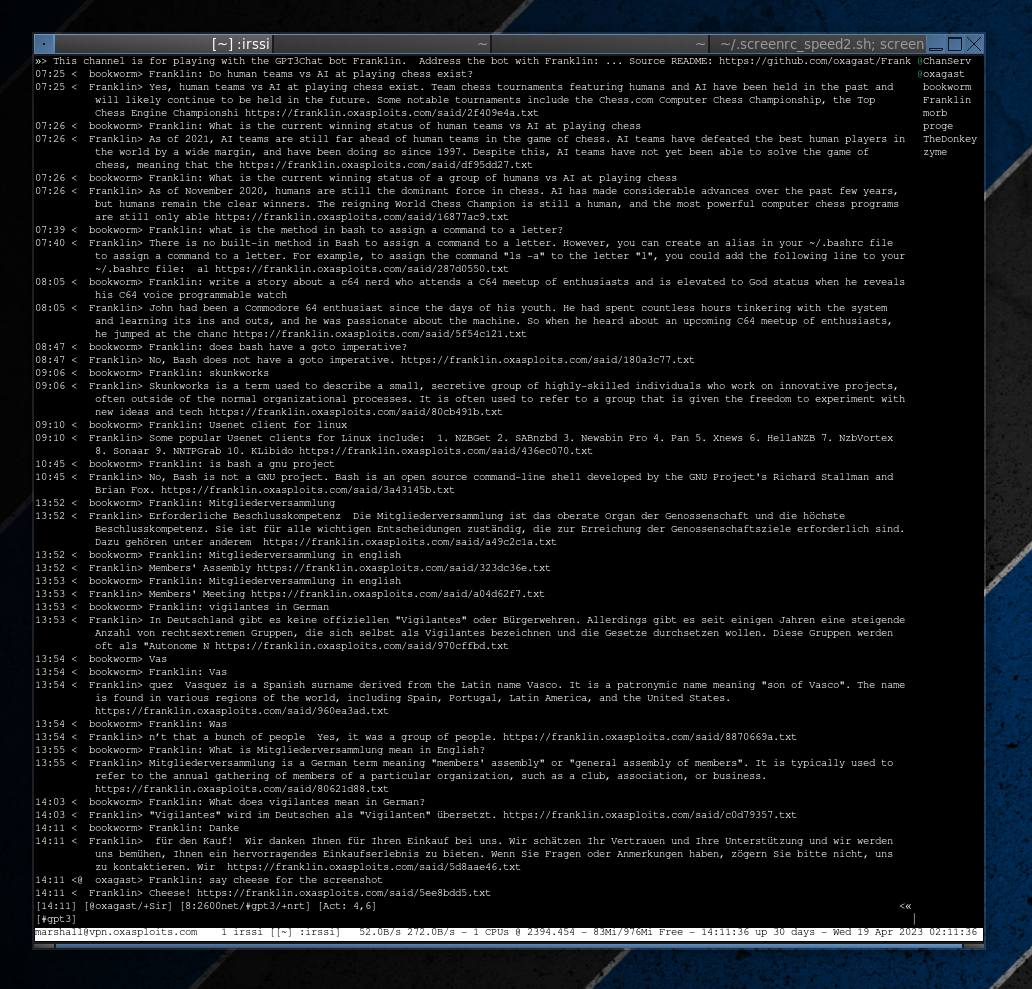 [~] :irssi ~ ~ ~/.screenrc_speed2.sh; screen
»> This channel is for playing with the GPT3Chat bot Franklin.  Address the bot with Franklin: ... Source README: https://github.com/oxagast/Frank @ChanServ
07:25 <  bookworm> Franklin: Do human teams vs AI at playing chess exist? @oxagast
07:25 <  Franklin> Yes, human teams vs AI at playing chess exist. Team chess tournaments featuring humans and AI have been held in the past and bookworm
will likely continue to be held in the future. Some notable tournaments include the Chess.com Computer Chess Championship, the Top Franklin
Chess Engine Championshi https://franklin.oxasploits.com/said/2f409e4a.txt morb
07:26 <  bookworm> Franklin: What is the current winning status of human teams vs AI at playing chess proge
07:26 <  Franklin> As of 2021, AI teams are still far ahead of human teams in the game of chess. AI teams have defeated the best human players in TheDonkey
the world by a wide margin, and have been doing so since 1997. Despite this, AI teams have not yet been able to solve the game of zyme
chess, meaning that the https://franklin.oxasploits.com/said/df95dd27.txt
07:26 <  bookworm> Franklin: What is the current winning status of a group of humans vs AI at playing chess
07:26 <  Franklin> As of November 2020, humans are still the dominant force in chess. AI has made considerable advances over the past few years,
but humans remain the clear winners. The reigning World Chess Champion is still a human, and the most powerful computer chess programs
are still only able https://franklin.oxasploits.com/said/16877ac9.txt
07:39 <  bookworm> Franklin: what is the method in bash to assign a command to a letter?
07:40 <  Franklin> There is no built-in method in Bash to assign a command to a letter. However, you can create an alias in your ~/.bashrc file
to assign a command to a letter. For example, to assign the command "ls -a" to the letter "l", you could add the following line to your
~/.bashrc file:  al https://franklin.oxasploits.com/said/287d0550.txt
08:05 <  bookworm> Franklin: write a story about a c64 nerd who attends a C64 meetup of enthusiasts and is elevated to God status when he reveals
his C64 voice programmable watch
08:05 <  Franklin> John had been a Commodore 64 enthusiast since the days of his youth. He had spent countless hours tinkering with the system
and learning its ins and outs, and he was passionate about the machine. So when he heard about an upcoming C64 meetup of enthusiasts,
he jumped at the chanc https://franklin.oxasploits.com/said/5f54c121.txt
08:47 <  bookworm> Franklin: does bash have a goto imperative?
08:47 <  Franklin> No, Bash does not have a goto imperative. https://franklin.oxasploits.com/said/180a3c77.txt
09:06 <  bookworm> Franklin: skunkworks
09:06 <  Franklin> Skunkworks is a term used to describe a small, secretive group of highly-skilled individuals who work on innovative projects,
often outside of the normal organizational processes. It is often used to refer to a group that is given the freedom to experiment with
new ideas and tech https://franklin.oxasploits.com/said/80cb491b.txt
09:10 <  bookworm> Franklin: Usenet client for linux
09:10 <  Franklin> Some popular Usenet clients for Linux include:  1. NZBGet 2. SABnzbd 3. Newsbin Pro 4. Pan 5. Xnews 6. HellaNZB 7. NzbVortex
8. Sonaar 9. NNTPGrab 10. KLibido https://franklin.oxasploits.com/said/436ec070.txt
10:45 <  bookworm> Franklin: is bash a gnu project
10:45 <  Franklin> No, Bash is not a GNU project. Bash is an open source command-line shell developed by the GNU Project's Richard Stallman and
Brian Fox. https://franklin.oxasploits.com/said/3a43145b.txt
13:52 <  bookworm> Franklin: Mitgliederversammlung
13:52 <  Franklin> Erforderliche Beschlusskompetenz  Die Mitgliederversammlung ist das oberste Organ der Genossenschaft und die höchste
Beschlusskompetenz. Sie ist für alle wichtigen Entscheidungen zuständig, die zur Erreichung der Genossenschaftsziele erforderlich sind.
Dazu gehören unter anderem  https://franklin.oxasploits.com/said/a49c2c1a.txt
13:52 <  bookworm> Franklin: Mitgliederversammlung in english
13:52 <  Franklin> Members' Assembly https://franklin.oxasploits.com/said/323dc36e.txt
13:53 <  bookworm> Franklin: Mitgliederversammlung in english
13:53 <  Franklin> Members' Meeting https://franklin.oxasploits.com/said/a04d62f7.txt
13:53 <  bookworm> Franklin: vigilantes in German
13:53 <  Franklin> In Deutschland gibt es keine offiziellen "Vigilantes" oder Bürgerwehren. Allerdings gibt es seit einigen Jahren eine steigende
Anzahl von rechtsextremen Gruppen, die sich selbst als Vigilantes bezeichnen und die Gesetze durchsetzen wollen. Diese Gruppen werden
oft als "Autonome N https://franklin.oxasploits.com/said/970cffbd.txt
13:54 <  bookworm> Vas
13:54 <  bookworm> Franklin: Vas
13:54 <  Franklin> quez  Vasquez is a Spanish surname derived from the Latin name Vasco. It is a patronymic name meaning "son of Vasco". The name
is found in various regions of the world, including Spain, Portugal, Latin America, and the United States.
https://franklin.oxasploits.com/said/960ea3ad.txt
13:54 <  bookworm> Franklin: Was
13:54 <  Franklin> n't that a bunch of people  Yes, it was a group of people. https://franklin.oxasploits.com/said/8870669a.txt
13:55 <  bookworm> Franklin: What is Mitgliederversammlung mean in English?
13:55 <  Franklin> Mitgliederversammlung is a German term meaning "members' assembly" or "general assembly of members". It is typically used to
refer to the annual gathering of members of a particular organization, such as a club, association, or business.
https://franklin.oxasploits.com/said/80621d88.txt
14:03 <  bookworm> Franklin: What does vigilantes mean in German?
14:03 <  Franklin> "Vigilantes" wird im Deutschen als "Vigilanten" übersetzt. https://franklin.oxasploits.com/said/c0d79357.txt
14:11 <  bookworm> Franklin: Danke
14:11 <  Franklin>  für den Kauf!  Wir danken Ihnen für Ihren Einkauf bei uns. Wir schätzen Ihr Vertrauen und Ihre Unterstützung und wir werden
uns bemühen, Ihnen ein hervorragendes Einkaufserlebnis zu bieten. Wenn Sie Fragen oder Anmerkungen haben, zögern Sie bitte nicht, uns
zu kontaktieren. Wir  https://franklin.oxasploits.com/said/5d8aae46.txt
14:11 <@  oxagast> Franklin: say cheese for the screenshot
14:11 <  Franklin> Cheese! https://franklin.oxasploits.com/said/5ee8bdd5.txt
[14:11] [@oxagast/+Sir] [8:2600net/#gpt3/+nrt] [Act: 4,6] <«
[#gpt3]
marshall@vpn.oxasploits.com    1 irssi [[~] :irssi]   52.0B/s 272.0B/s - 1 CPUs @ 2394.454 - 83Mi/976Mi Free - 14:11:36 up 30 days - Wed 19 Apr 2023 02:11:36